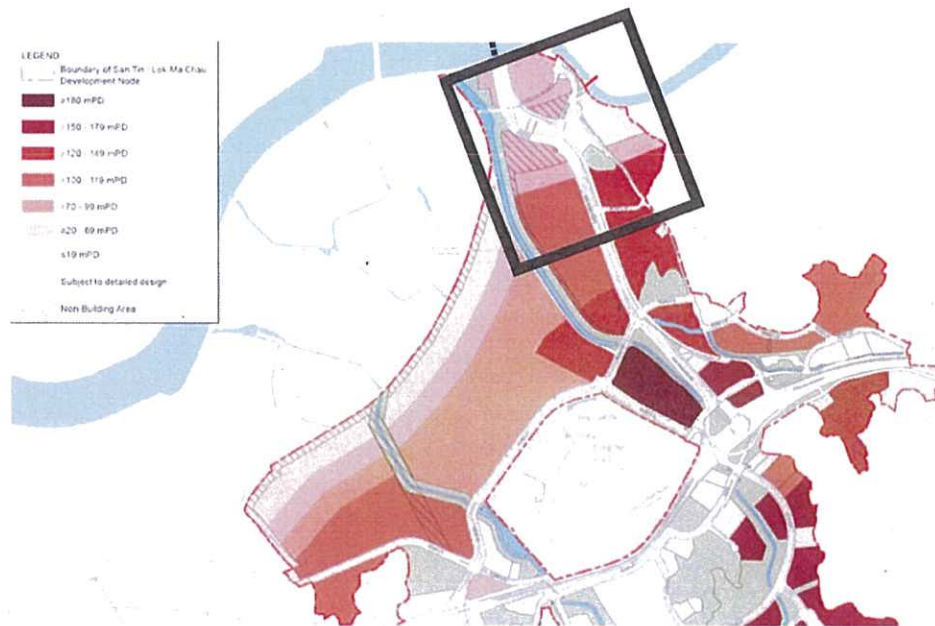 LEGEND
Boundary of San Tin / Lok Ma Chau
Development Node
≥180 mPD
≥150 - 179 mPD
≥120 - 149 mPD
≥100 - 119 mPD
≥70 - 99 mPD
≥20 - 69 mPD
≤19 mPD
Subject to detailed design
Non Building Area